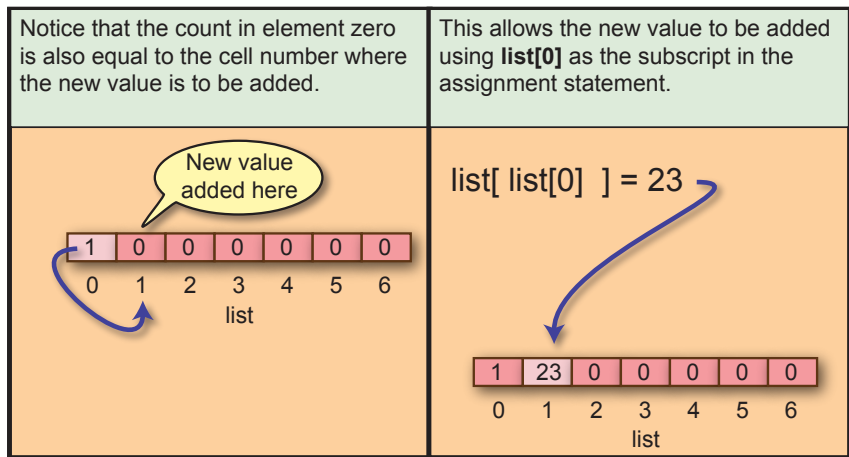 Notice that the count in element zero
is also equal to the cell number where
the new value is to be added.
New value
added here
1 0 0 0 0 0 0
0 1 2 3 4 5 6
list
This allows the new value to be added
using list[0] as the subscript in the
assignment statement.
list[ list[0] ] = 23
1 23 0 0 0 0 0
0 1 2 3 4 5 6
list